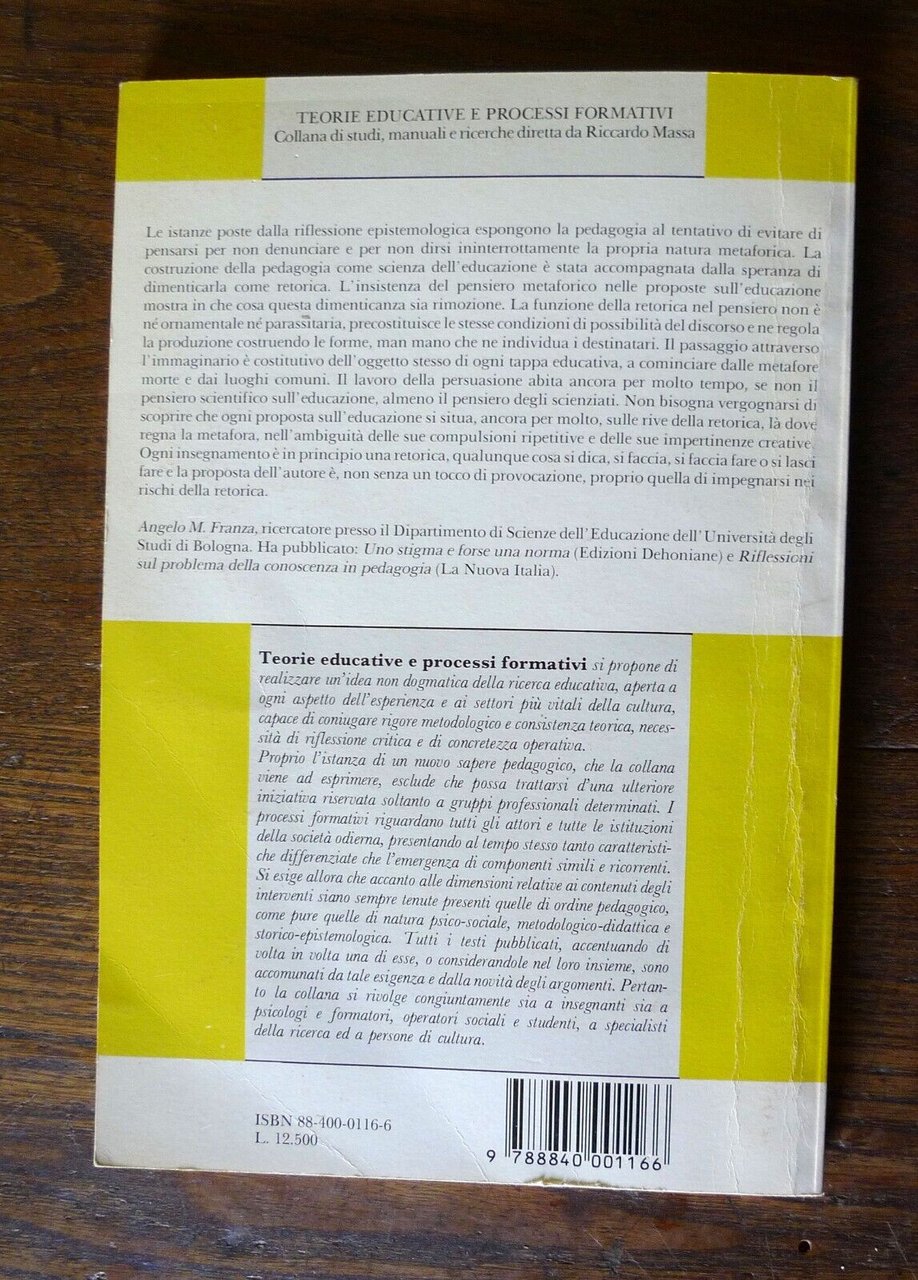 TEORIE EDUCATIVE E PROCESSI FORMATIVI
Collana di studi, manuali e ricerche diretta da Riccardo Massa
Le istanze poste dalla riflessione epistemologica espongono la pedagogia al tentativo di evitare di
pensarsi per non denunciare e per non dirsi ininterrottamente la propria natura metaforica. La
costruzione della pedagogia come scienza dell'educazione è stata accompagnata dalla speranza di
dimenticarla come retorica. L'insistenza del pensiero metaforico nelle proposte sull'educazione
mostra in che cosa questa dimenticanza sia rimozione. La funzione della retorica nel pensiero non è
né ornamentale né parassitaria, precostituisce le stesse condizioni di possibilità del discorso e ne regola
la produzione costruendo le forme, man mano che ne individua i destinatari. Il passaggio attraverso
l'immaginario è costitutivo dell'oggetto stesso di ogni tappa educativa, a cominciare dalle metafore
morte e dai luoghi comuni. Il lavoro della persuasione abita ancora per molto tempo, se non il
pensiero scientifico sull'educazione, almeno il pensiero degli scienziati. Non bisogna vergognarsi di
scoprire che ogni proposta sull'educazione si situa, ancora per molto, sulle rive della retorica, là dove
regna la metafora, nell'ambiguità delle sue compulsioni ripetitive e delle sue impertinenze creative.
Ogni insegnamento è in principio una retorica, qualunque cosa si dica, si faccia, si faccia fare o si lasci
fare e la proposta dell'autore è, non senza un tocco di provocazione, proprio quella di impegnarsi nei
rischi della retorica.
Angelo M. Franza, ricercatore presso il Dipartimento di Scienze dell'Educazione dell'Università degli
Studi di Bologna. Ha pubblicato: Uno stigma e forse una norma (Edizioni Dehoniane) e Riflessioni
sul problema della conoscenza in pedagogia (La Nuova Italia).
Teorie educative e processi formativi si propone di
realizzare un'idea non dogmatica della ricerca educativa, aperta a
ogni aspetto dell'esperienza e ai settori più vitali della cultura,
capace di coniugare rigore metodologico e consistenza teorica, neces-
sità di riflessione critica e di concretezza operativa.
Proprio l'istanza di un nuovo sapere pedagogico, che la collana
viene ad esprimere, esclude che possa trattarsi d'una ulteriore
iniziativa riservata soltanto a gruppi professionali determinati. I
processi formativi riguardano tutti gli attori e tutte le istituzioni
della società odierna, presentando al tempo stesso tanto caratteristi-
che differenziate che l'emergenza di componenti simili e ricorrenti.
Si esige allora che accanto alle dimensioni relative ai contenuti degli
interventi siano sempre tenute presenti quelle di ordine pedagogico,
come pure quelle di natura psico-sociale, metodologico-didattica e
storico-epistemologica. Tutti i testi pubblicati, accentuando di
volta in volta una di esse, o considerandole nel loro insieme, sono
accomunati da tale esigenza e dalla novità degli argomenti. Pertan-
to la collana si rivolge congiuntamente sia a insegnanti sia a
psicologi e formatori, operatori sociali e studenti, a specialisti
della ricerca ed a persone di cultura.
ISBN 88-400-0116-6
L. 12.500
9 788840 001166